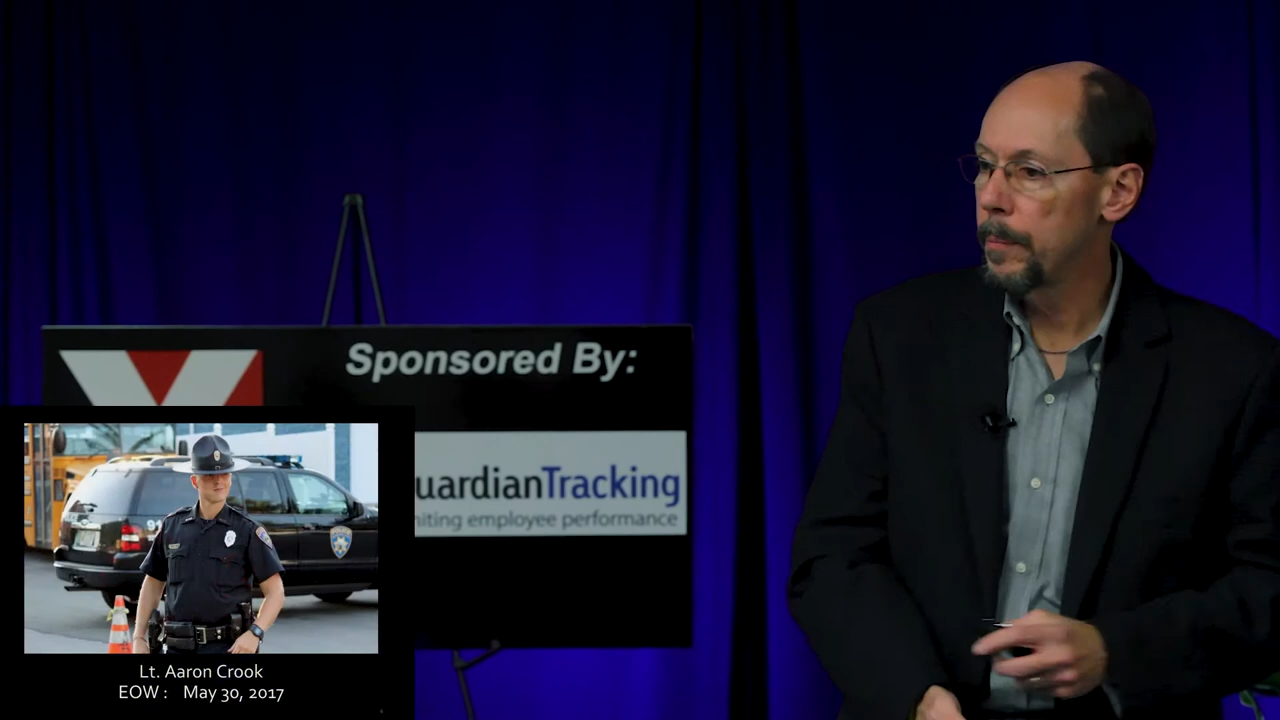 Sponsored By:
uardianTracking
niting employee performance
Lt. Aaron Crook
EOW : May 30, 2017